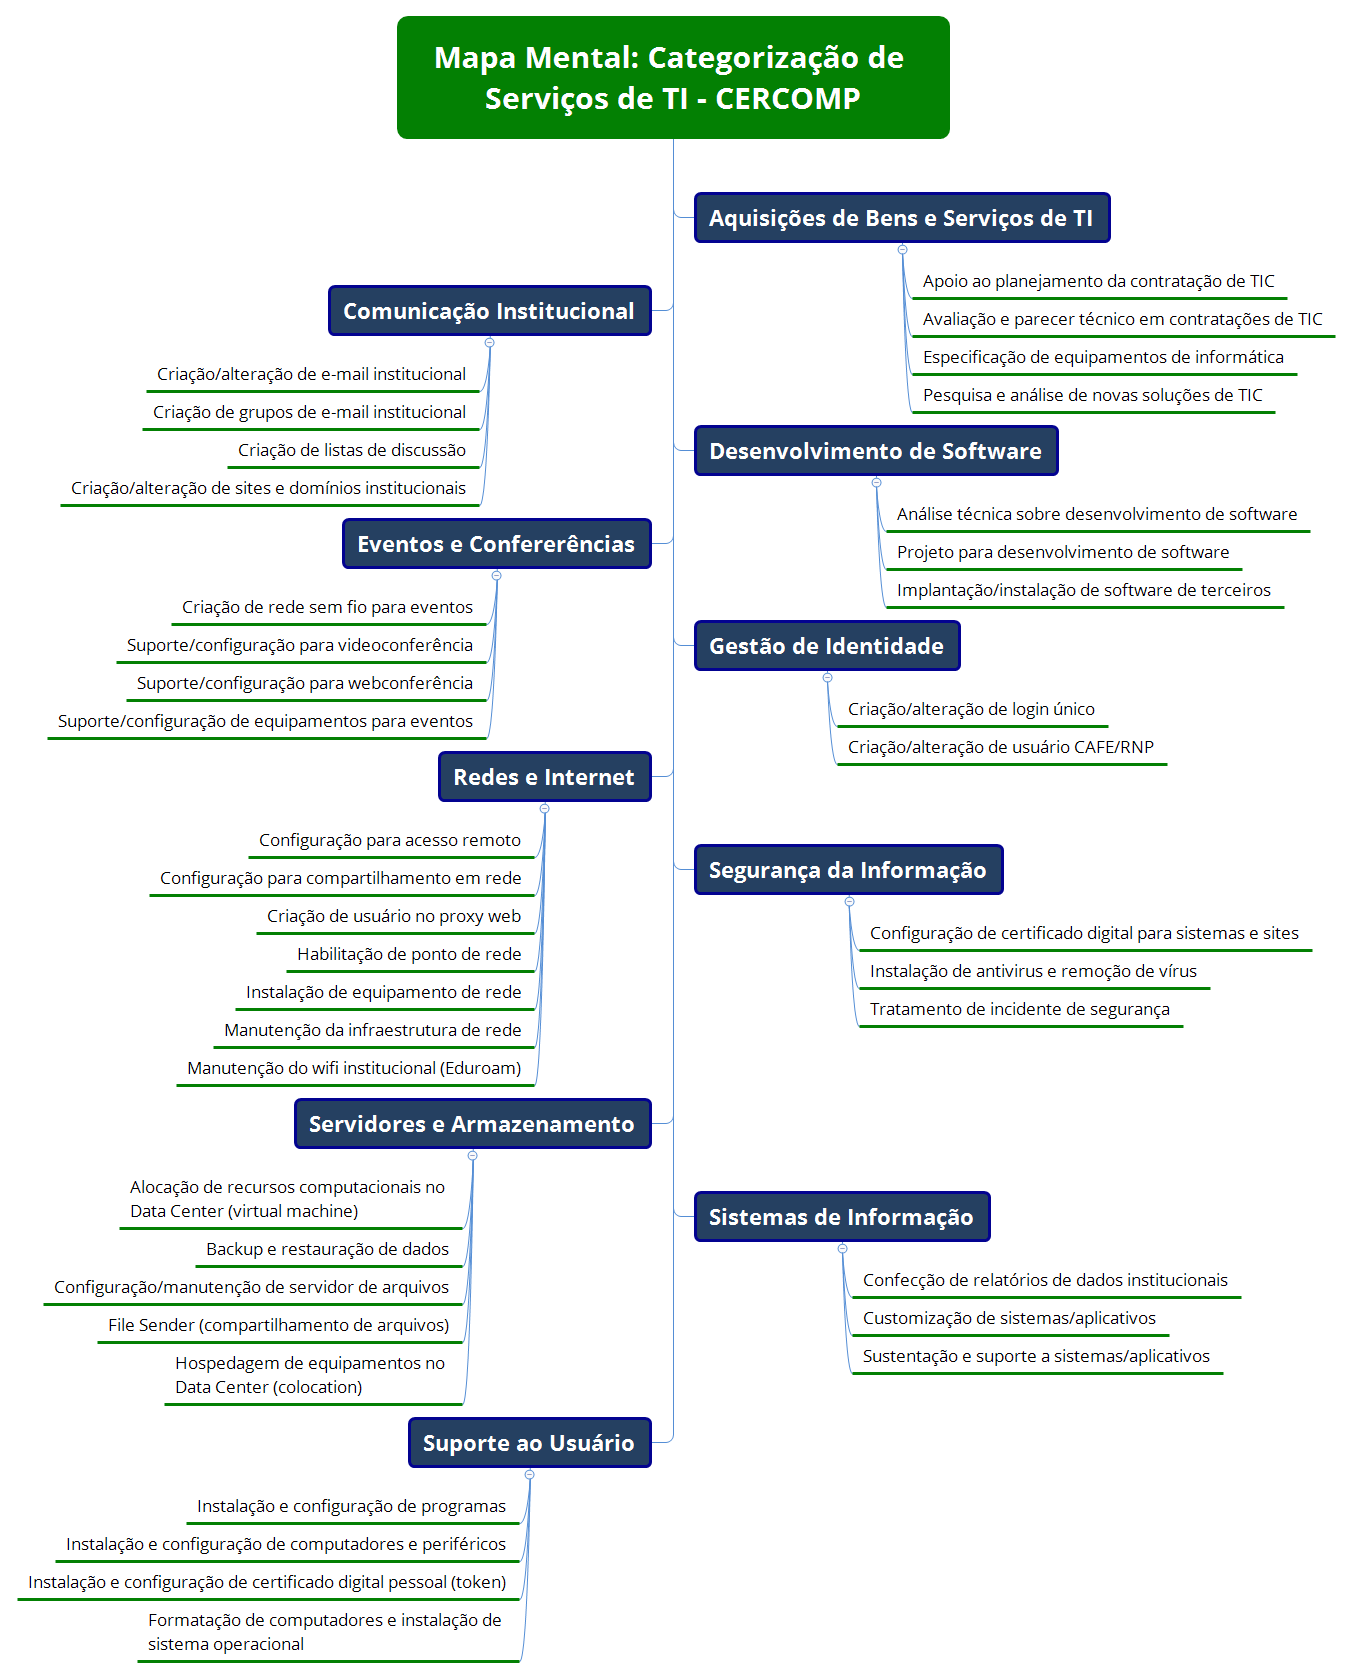 Mapa Mental: Categorização de
Serviços de TI - CERCOMP
Aquisições de Bens e Serviços de TI
Apoio ao planejamento da contratação de TIC
Avaliação e parecer técnico em contratações de TIC
Especificação de equipamentos de informática
Pesquisa e análise de novas soluções de TIC
Comunicação Institucional
Criação/alteração de e-mail institucional
Criação de grupos de e-mail institucional
Criação de listas de discussão
Criação/alteração de sites e domínios institucionais
Desenvolvimento de Software
Análise técnica sobre desenvolvimento de software
Projeto para desenvolvimento de software
Implantação/instalação de software de terceiros
Eventos e Confererências
Criação de rede sem fio para eventos
Suporte/configuração para videoconferência
Suporte/configuração para webconferência
Suporte/configuração de equipamentos para eventos
Gestão de Identidade
Criação/alteração de login único
Criação/alteração de usuário CAFE/RNP
Redes e Internet
Configuração para acesso remoto
Configuração para compartilhamento em rede
Criação de usuário no proxy web
Habilitação de ponto de rede
Instalação de equipamento de rede
Manutenção da infraestrutura de rede
Manutenção do wifi institucional (Eduroam)
Segurança da Informação
Configuração de certificado digital para sistemas e sites
Instalação de antivirus e remoção de vírus
Tratamento de incidente de segurança
Servidores e Armazenamento
Alocação de recursos computacionais no
Data Center (virtual machine)
Backup e restauração de dados
Configuração/manutenção de servidor de arquivos
File Sender (compartilhamento de arquivos)
Hospedagem de equipamentos no
Data Center (colocation)
Sistemas de Informação
Confecção de relatórios de dados institucionais
Customização de sistemas/aplicativos
Sustentação e suporte a sistemas/aplicativos
Suporte ao Usuário
Instalação e configuração de programas
Instalação e configuração de computadores e periféricos
Instalação e configuração de certificado digital pessoal (token)
Formatação de computadores e instalação de
sistema operacional